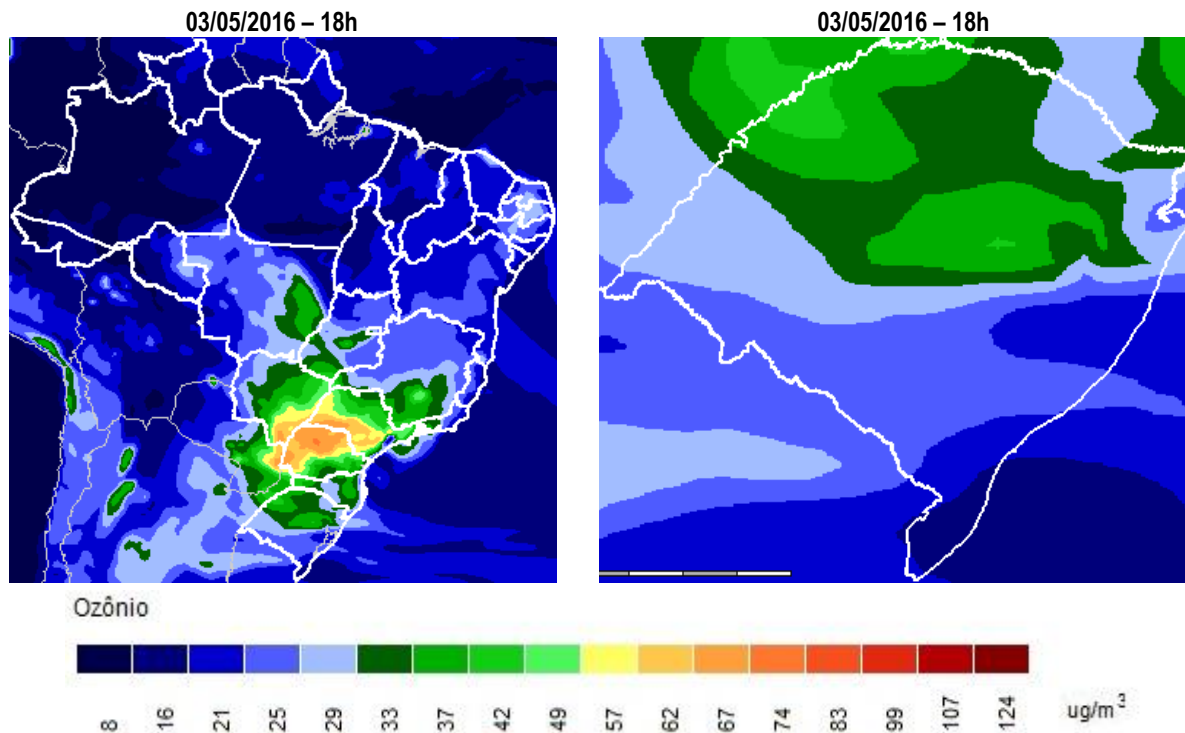 03/05/2016 – 18h
03/05/2016 – 18h
Ozônio
8 16 21 25 29 33 37 42 49 57 62 67 74 83 99 107 124 ug/m³